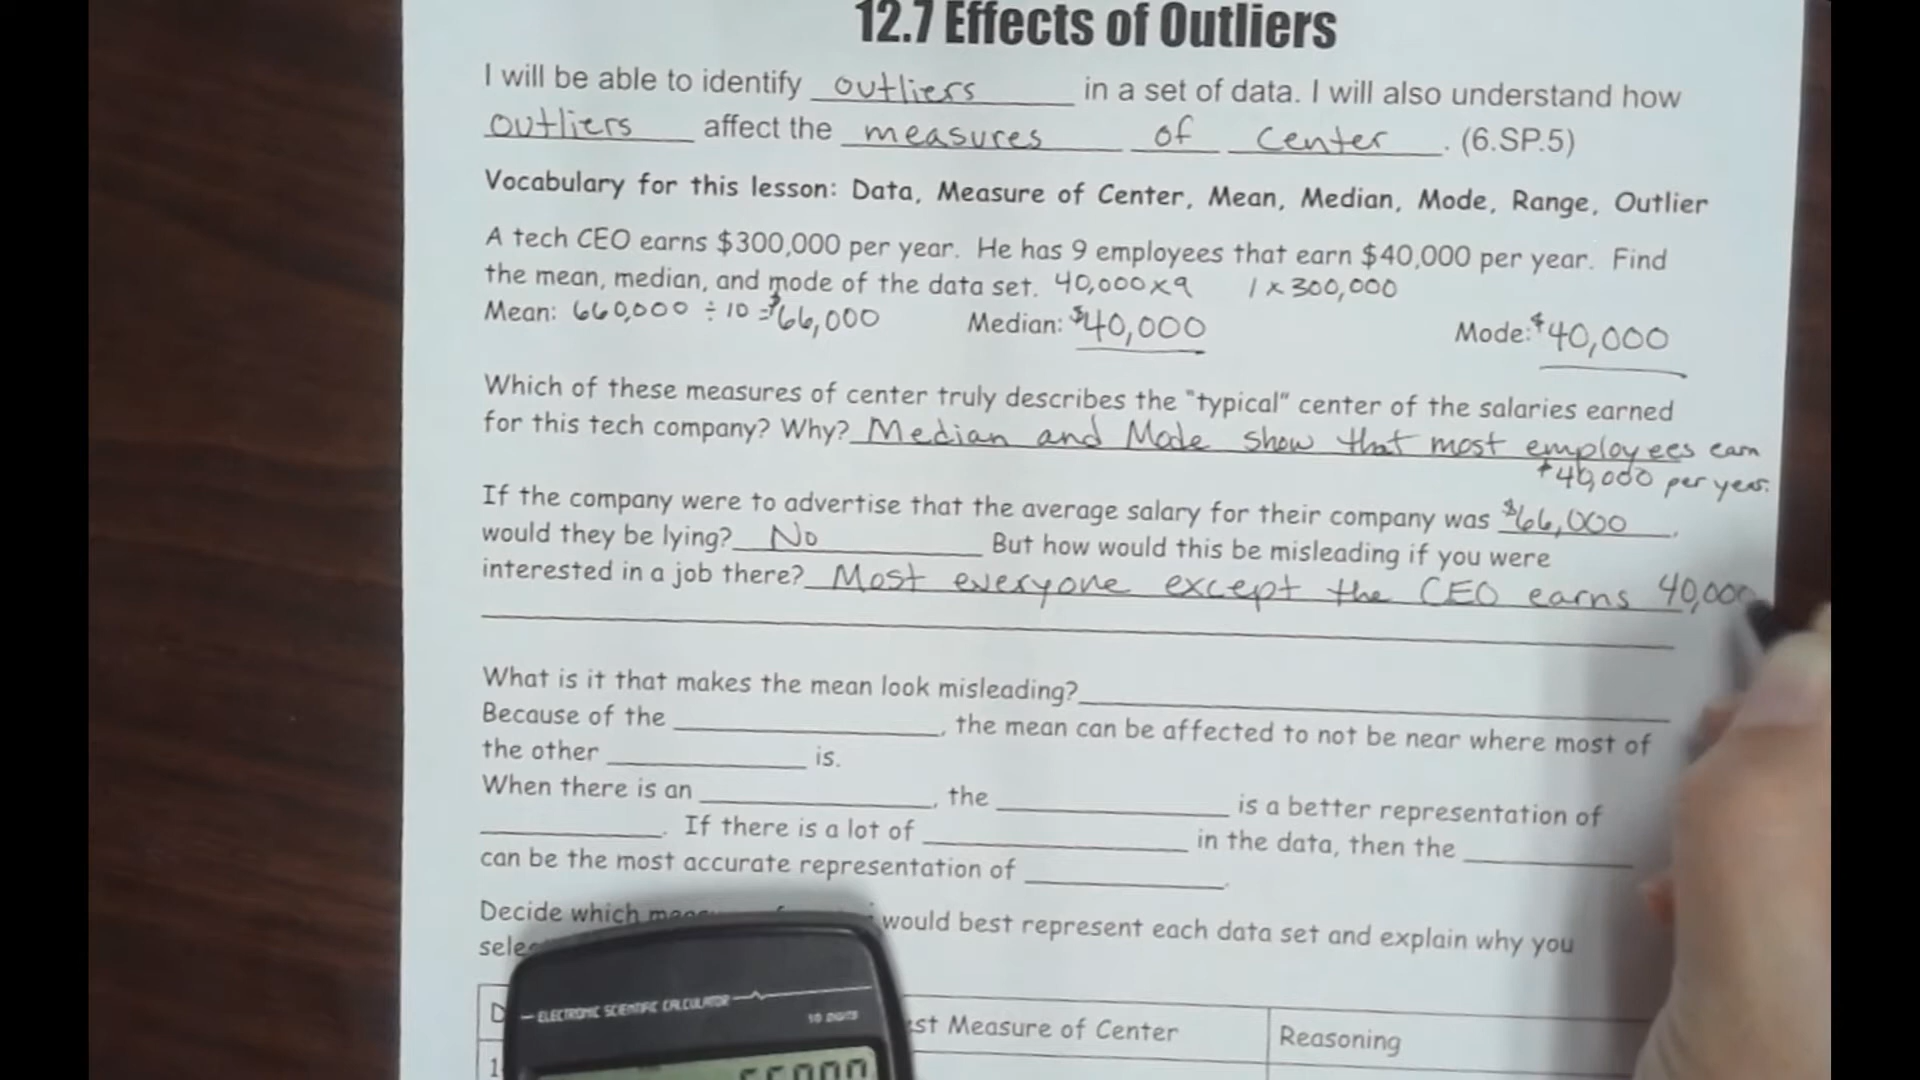 12.7 Effects of Outliers
I will be able to identify outliers in a set of data. I will also understand how
outliers affect the measures of center. (6.SP.5)
Vocabulary for this lesson: Data, Measure of Center, Mean, Median, Mode, Range, Outlier
A tech CEO earns $300,000 per year. He has 9 employees that earn $40,000 per year. Find
the mean, median, and mode of the data set. 40,000x9 1 x 300,000
Mean: 660,000 ÷ 10 = $66,000 Median: $40,000 Mode: $40,000
Which of these measures of center truly describes the "typical" center of the salaries earned
for this tech company? Why? Median and Mode show that most employees earn
$40,000 per year.
If the company were to advertise that the average salary for their company was $66,000.
would they be lying? No But how would this be misleading if you were
interested in a job there? Most everyone except the CEO earns 40,000
What is it that makes the mean look misleading?
Because of the , the mean can be affected to not be near where most of
the other is.
When there is an , the is a better representation of
. If there is a lot of in the data, then the
can be the most accurate representation of .
Decide which would best represent each data set and explain why you
D st Measure of Center Reasoning
ELECTRONIC SCIENTIFIC CALCULATOR
10 DIGITS
1